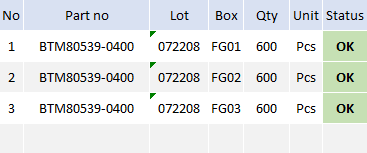 No Part no Lot Box Qty Unit Status
1 BTM80539-0400 072208 FG01 600 Pcs OK
2 BTM80539-0400 072208 FG02 600 Pcs OK
3 BTM80539-0400 072208 FG03 600 Pcs OK